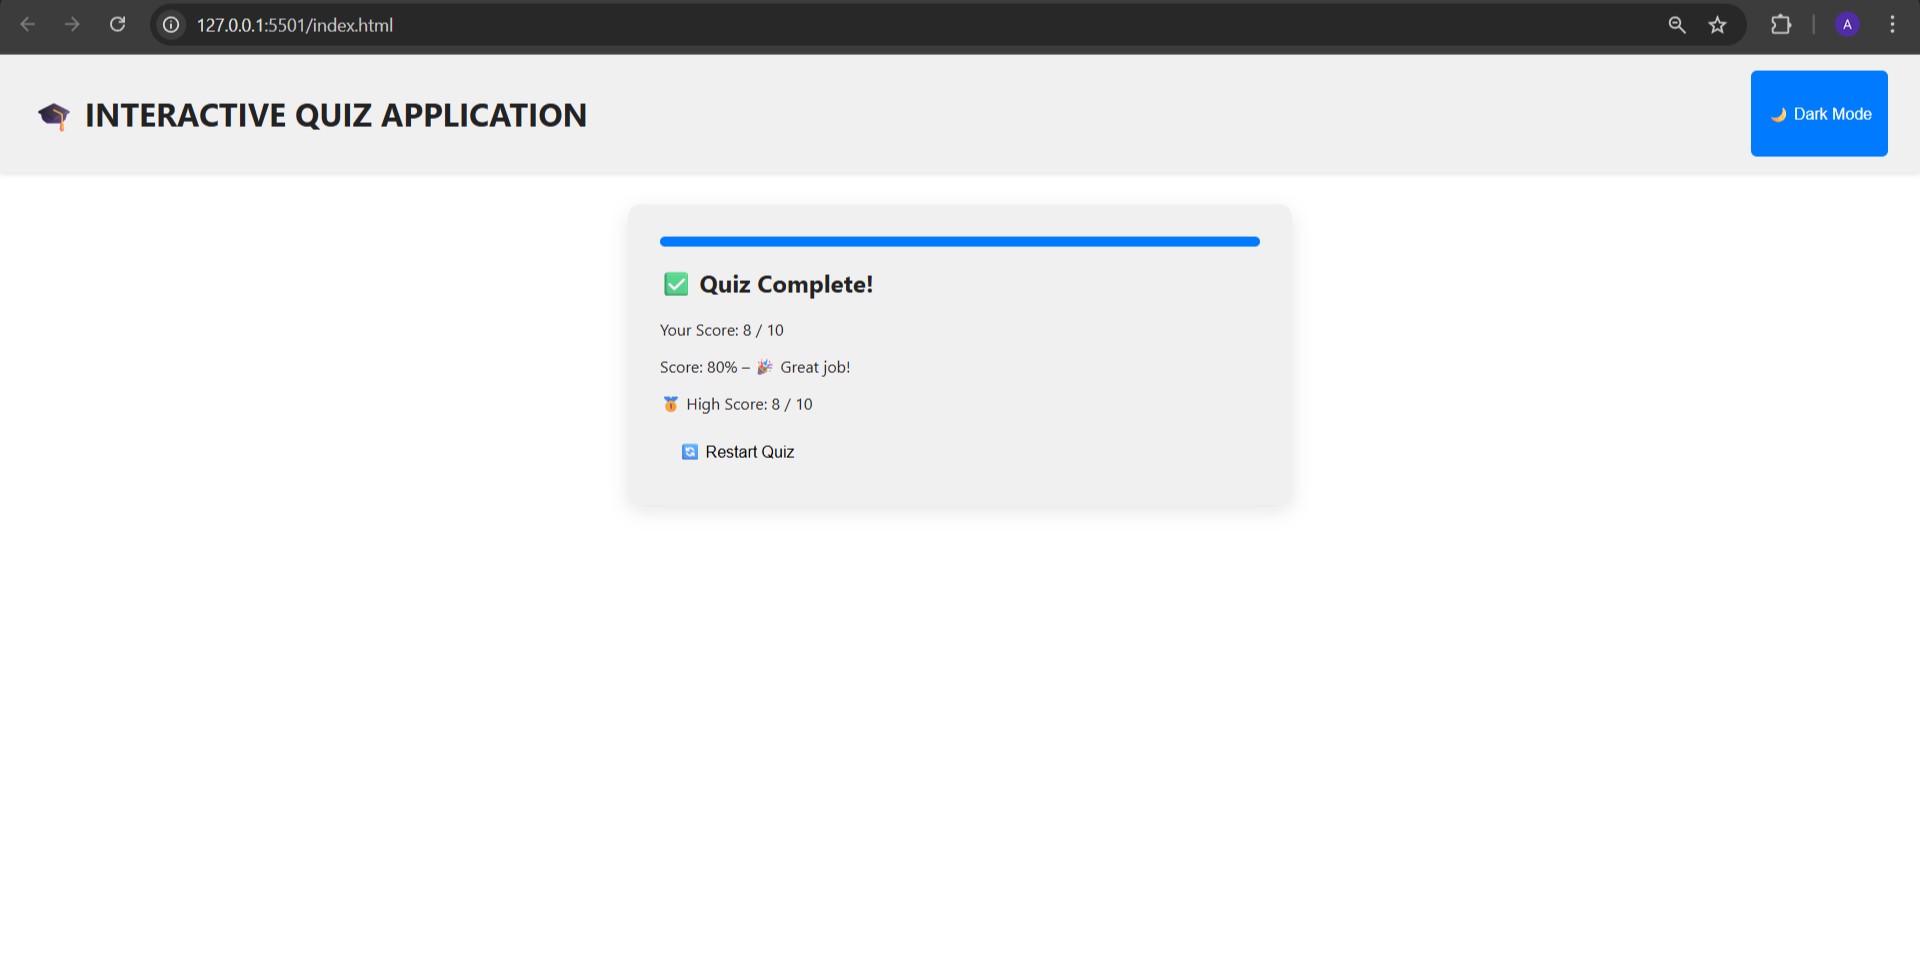 127.0.0.1:5501/index.html
A
🎓 INTERACTIVE QUIZ APPLICATION
🌙 Dark Mode
✅ Quiz Complete!
Your Score: 8 / 10
Score: 80% – 🎉 Great job!
🏅 High Score: 8 / 10
🔄 Restart Quiz